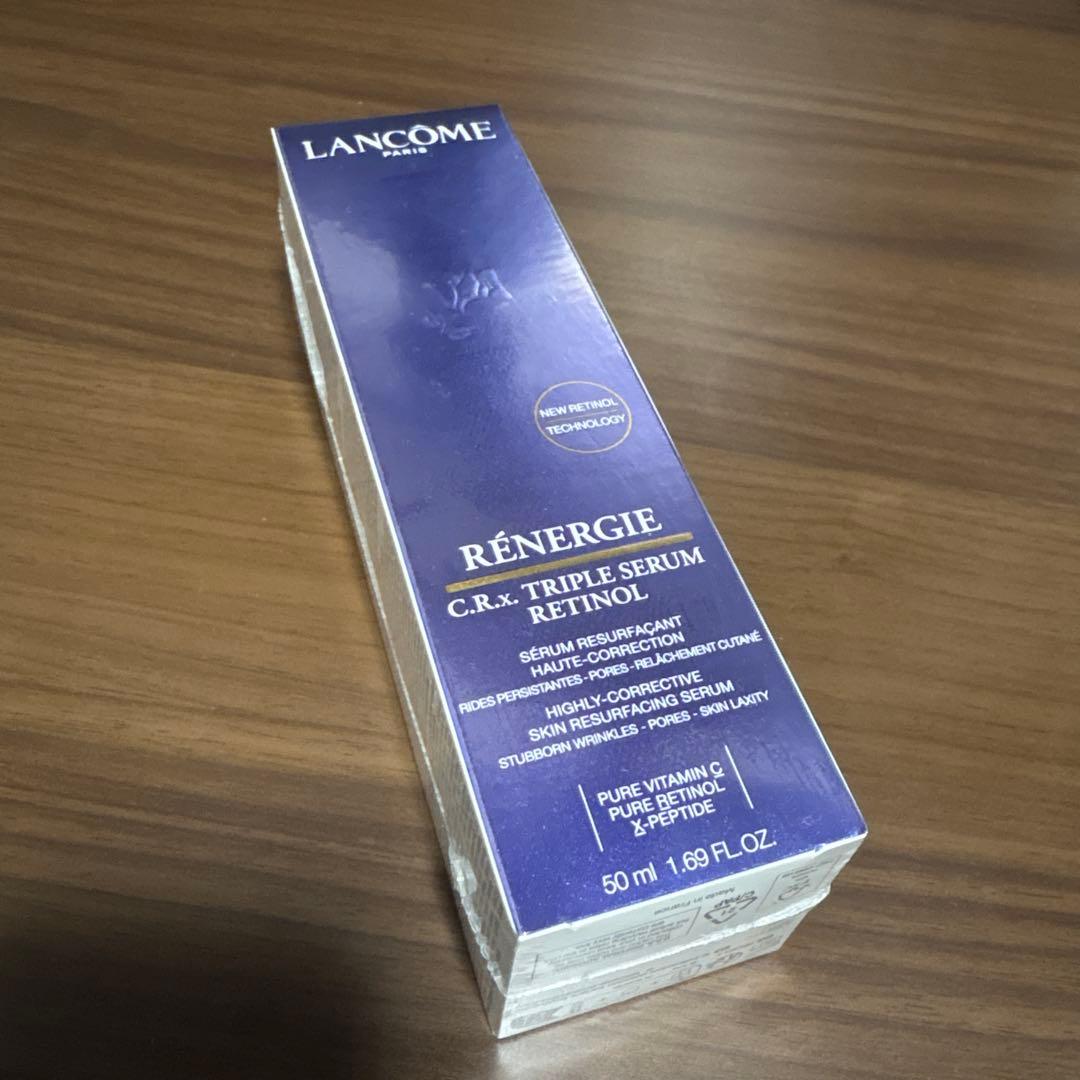 LANCÔME
PARIS
NEW RETINOL
TECHNOLOGY
RÉNERGIE
C.R.x. TRIPLE SERUM
RETINOL
SÉRUM RESURFAÇANT
HAUTE-CORRECTION
RIDES PERSISTANTES - PORES - RELÂCHEMENT CUTANÉ
HIGHLY-CORRECTIVE
SKIN RESURFACING SERUM
STUBBORN WRINKLES - PORES - SKIN LAXITY
PURE VITAMIN C
PURE RETINOL
X-PEPTIDE
50 ml 1.69 FL.OZ.
Made in France
21
C/PAP